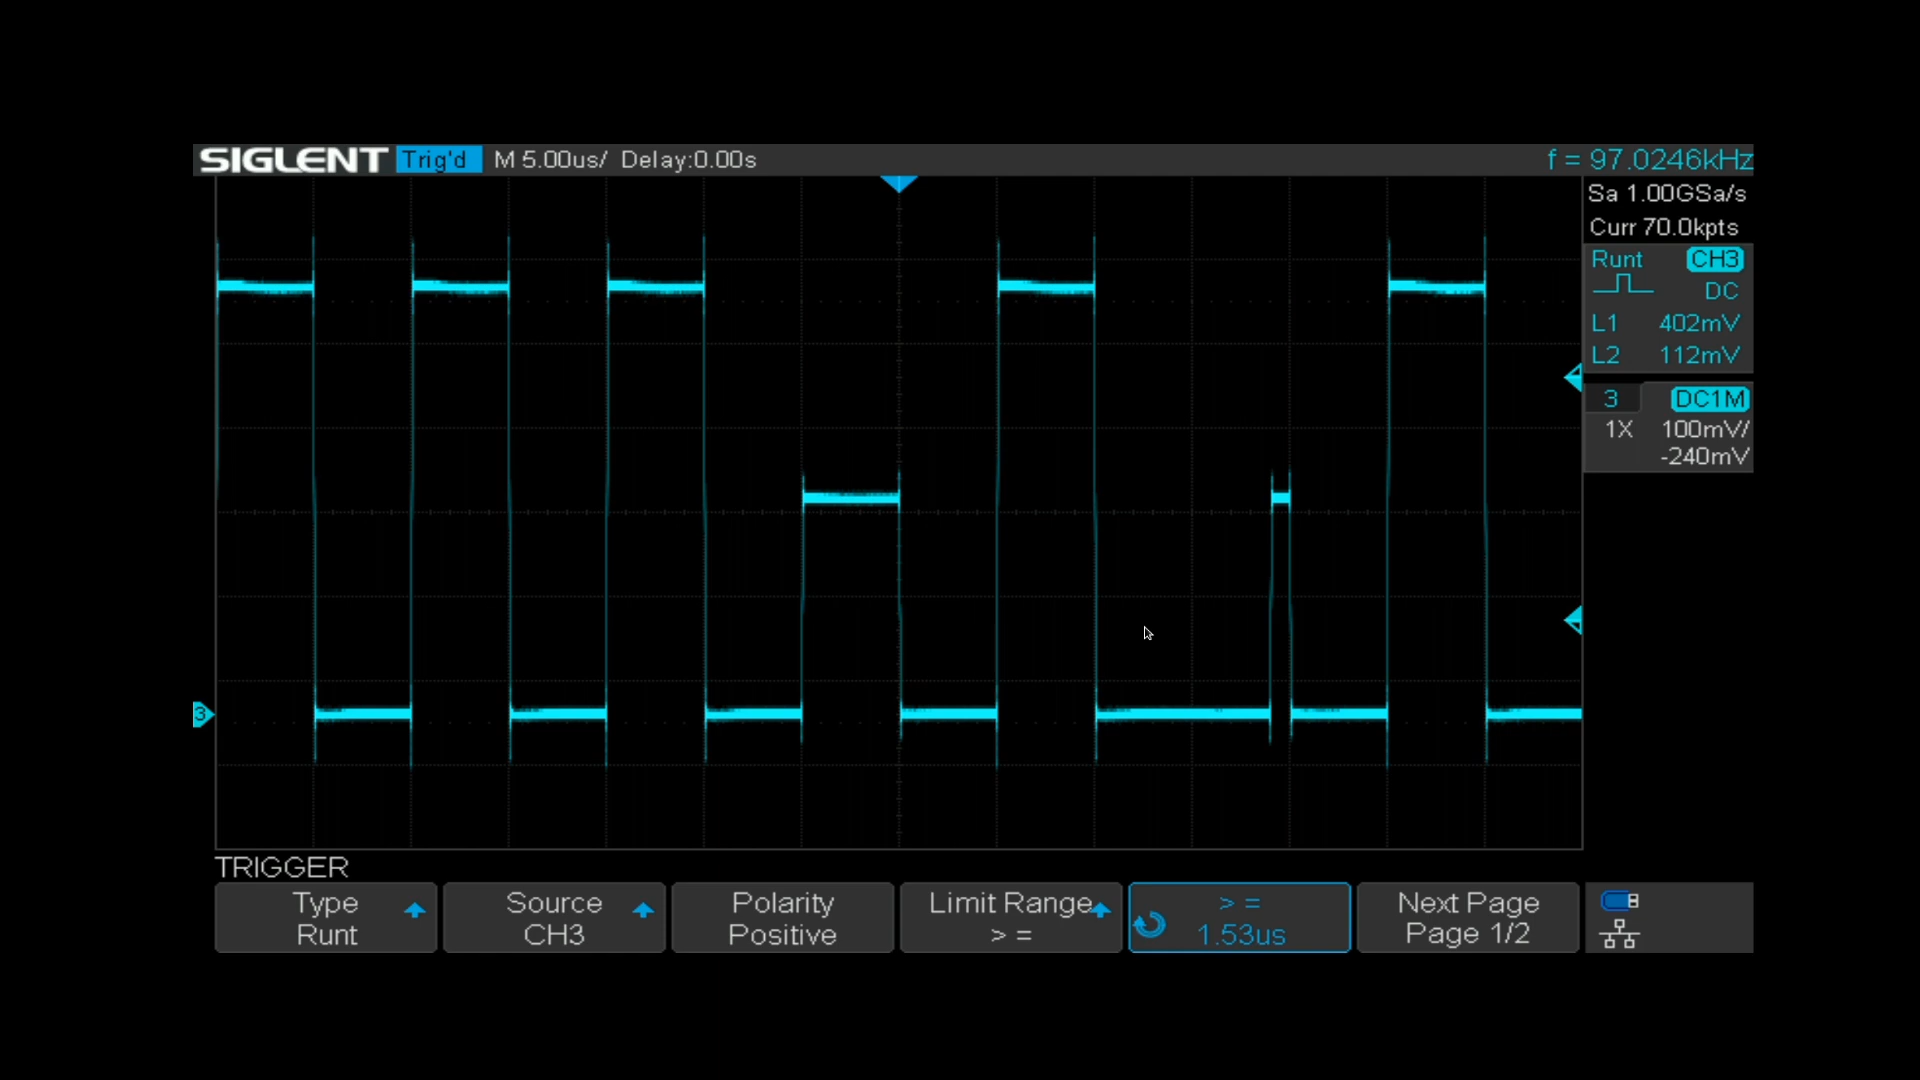 SIGLENT Trig'd M 5.00us/ Delay:0.00s f = 97.0246kHz
Sa 1.00GSa/s
Curr 70.0kpts
Runt CH3
DC
L1 402mV
L2 112mV
3 DC1M
1X 100mV/
-240mV
3
TRIGGER
Type
Runt
Source
CH3
Polarity
Positive
Limit Range
> =
> =
1.53us
Next Page
Page 1/2